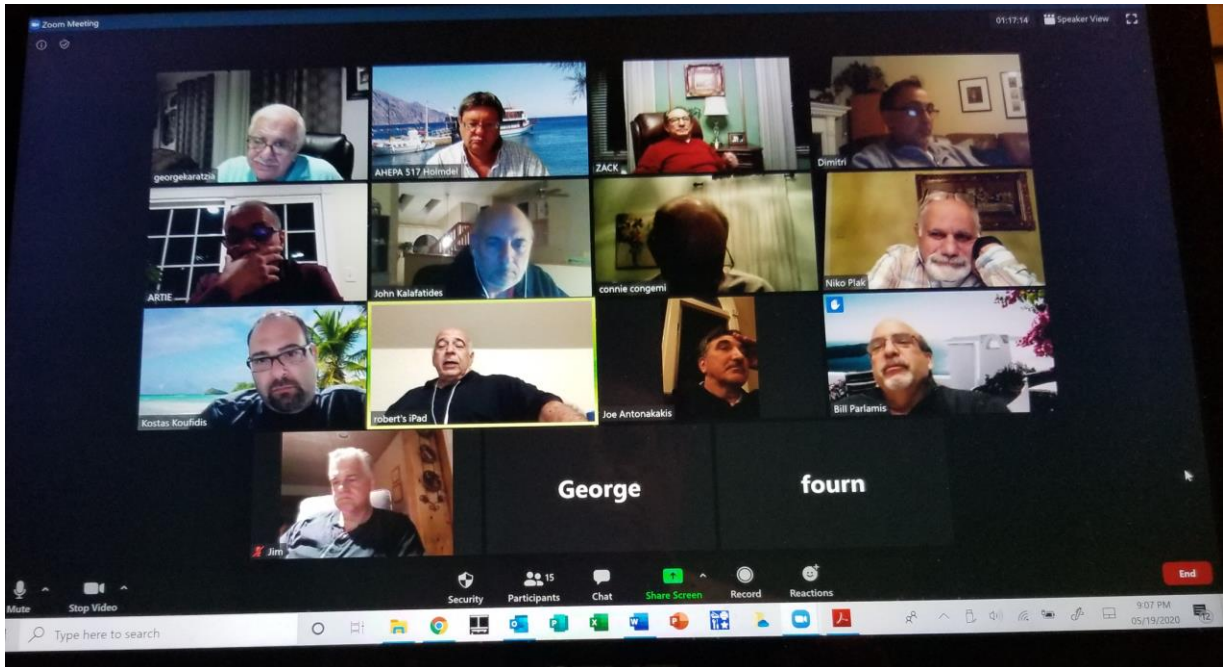 Zoom Meeting
01:17:14 Speaker View
georgekaratzia
AHEPA 517 Holmdel
ZACK
Dimitri
ARTIE
John Kalafatides
connie congemi
Niko Plak
Kostas Koufidis
robert's iPad
Joe Antonakakis
Bill Parlamis
Jim
George
fourn
Mute
Stop Video
Security
Participants 15
Chat
Share Screen
Record
Reactions
End
Type here to search
9:07 PM
05/19/2020
12